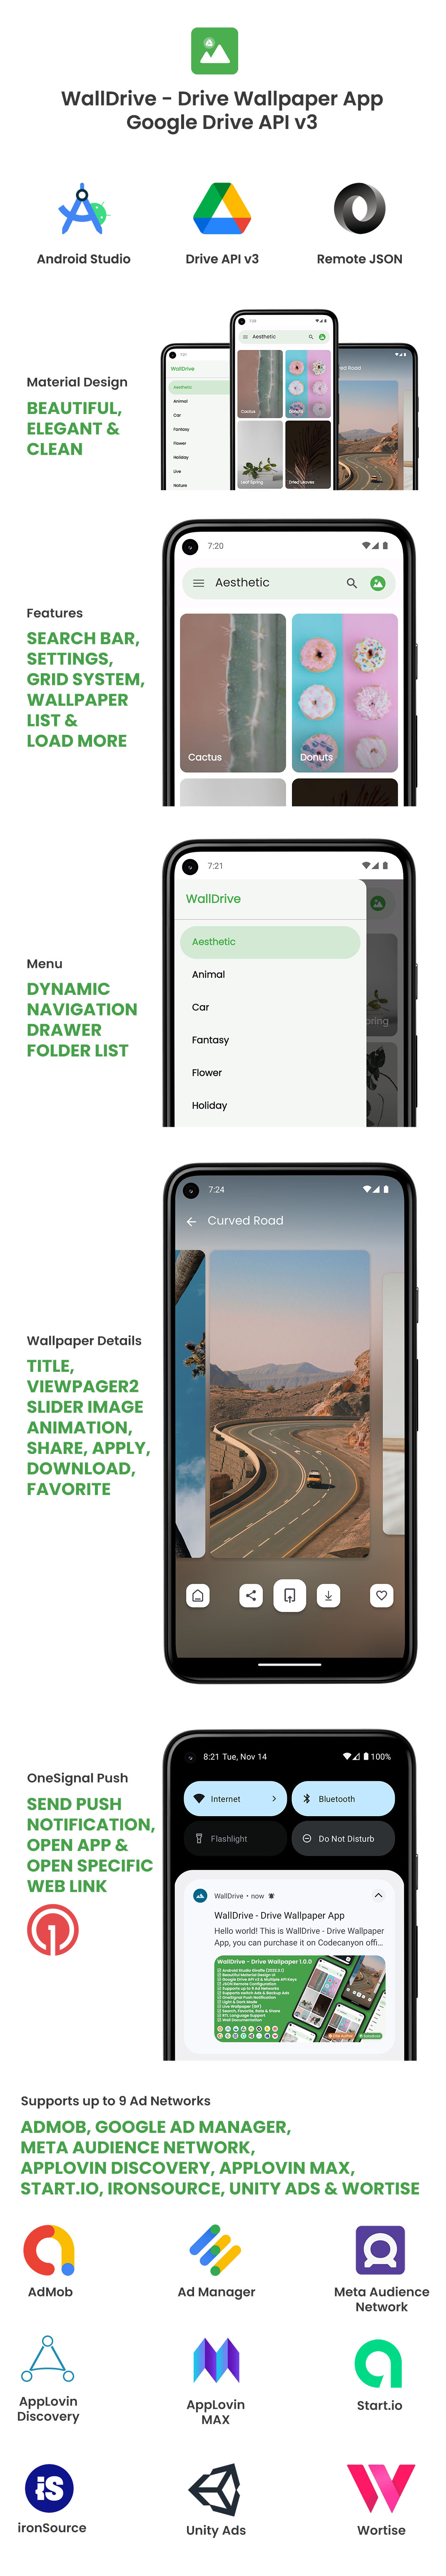 WallDrive - Drive Wallpaper App
Google Drive API v3
Android Studio
Drive API v3
Remote JSON
Material Design
BEAUTIFUL,
ELEGANT &
CLEAN
7:20
Aesthetic
WallDrive
Aesthetic
Animal
Car
Fantasy
Flower
Holiday
Live
Nature
Cactus
Donuts
Leaf Spring
Dried Leaves
Features
SEARCH BAR,
SETTINGS,
GRID SYSTEM,
WALLPAPER
LIST &
LOAD MORE
7:20
Aesthetic
Cactus
Donuts
Menu
DYNAMIC
NAVIGATION
DRAWER
FOLDER LIST
7:21
WallDrive
Aesthetic
Animal
Car
Fantasy
Flower
Holiday
Wallpaper Details
TITLE,
VIEWPAGER2
SLIDER IMAGE
ANIMATION,
SHARE, APPLY,
DOWNLOAD,
FAVORITE
7:24
Curved Road
OneSignal Push
SEND PUSH
NOTIFICATION,
OPEN APP &
OPEN SPECIFIC
WEB LINK
8:21 Tue, Nov 14
100%
Internet
Bluetooth
Flashlight
Do Not Disturb
WallDrive • now
WallDrive - Drive Wallpaper App
Hello world! This is WallDrive - Drive Wallpaper
App, you can purchase it on Codecanyon offi...
WallDrive - Drive Wallpaper 1.0.0
Supports up to 9 Ad Networks
ADMOB, GOOGLE AD MANAGER,
META AUDIENCE NETWORK,
APPLOVIN DISCOVERY, APPLOVIN MAX,
START.IO, IRONSOURCE, UNITY ADS & WORTISE
AdMob
Ad Manager
Meta Audience
Network
AppLovin
Discovery
AppLovin
MAX
Start.io
iS
ironSource
Unity Ads
Wortise